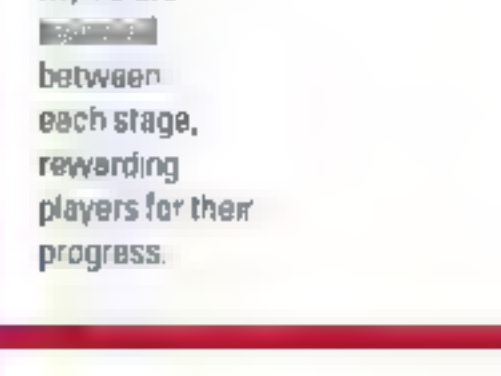 between
each stage,
rewarding
players for their
progress.